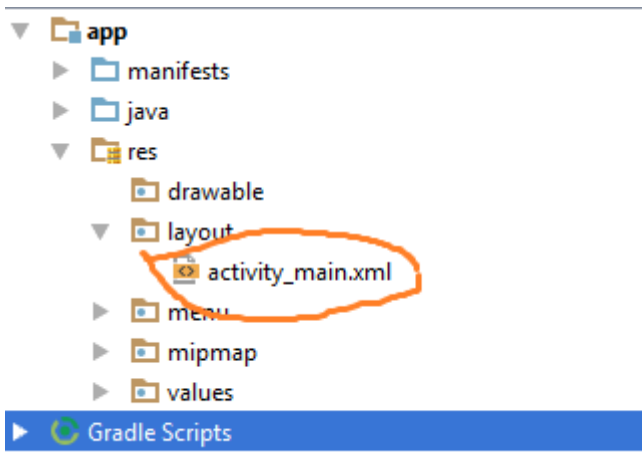 app
manifests
java
res
drawable
layout
activity_main.xml
menu
mipmap
values
Gradle Scripts